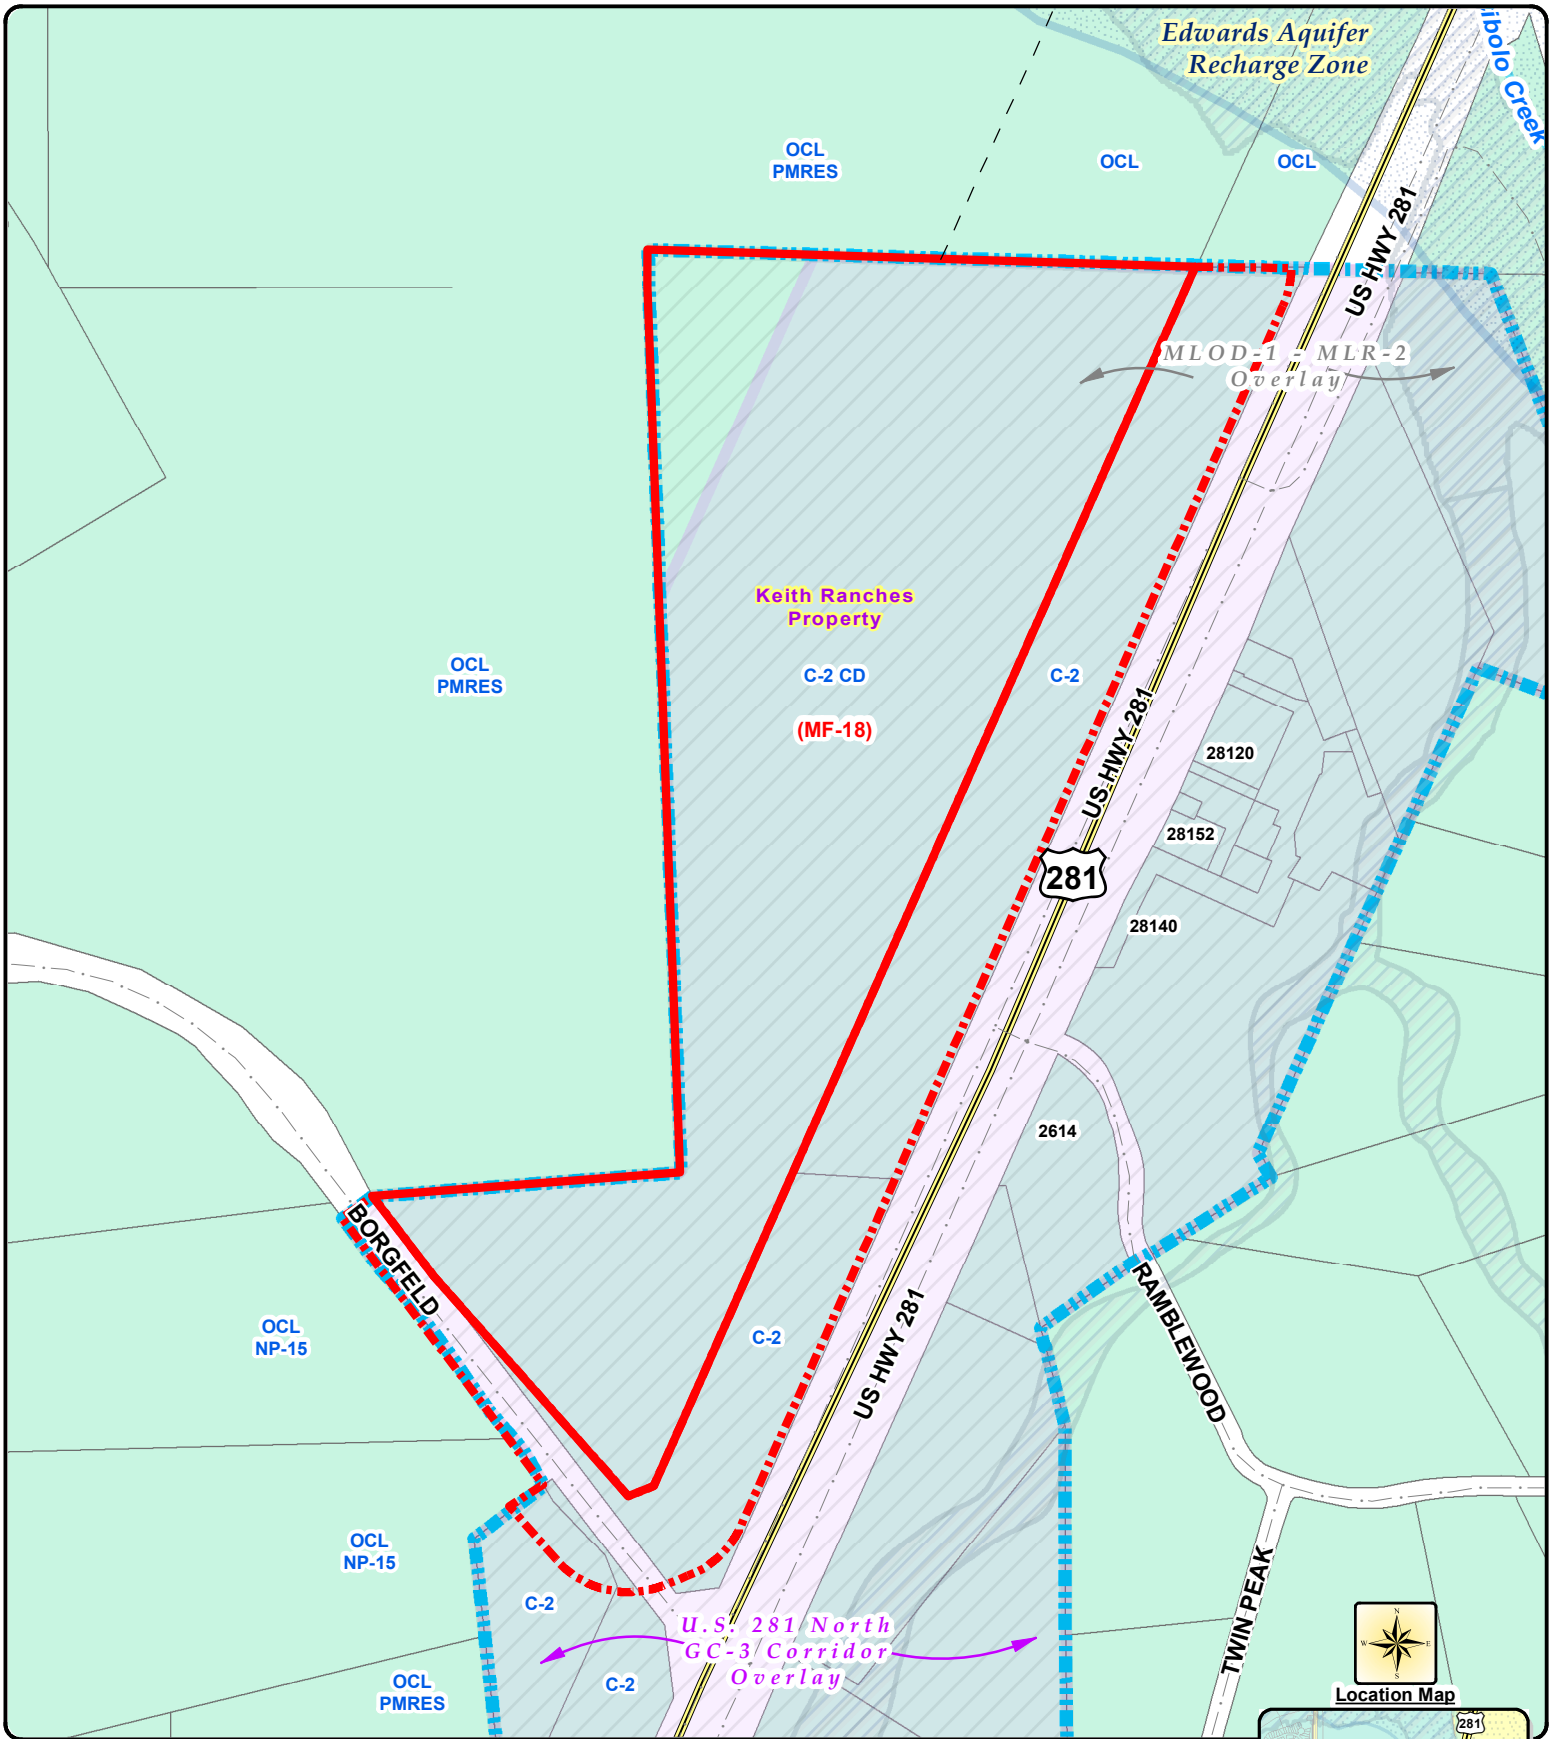 Edwards Aquifer
Recharge Zone
ibolo Creek
OCL
PMRES
OCL
OCL
US HWY 281
MLOD-1 - MLR-2
Overlay
Keith Ranches
Property
OCL
PMRES
C-2 CD
C-2
(MF-18)
US HWY 281
28120
28152
281
28140
2614
BORGFELD
RAMBLEWOOD
OCL
NP-15
C-2
US HWY 281
OCL
NP-15
C-2
TWIN PEAK
U.S. 281 North
GC-3 Corridor
Overlay
OCL
PMRES
C-2
N
W
E
S
Location Map
281